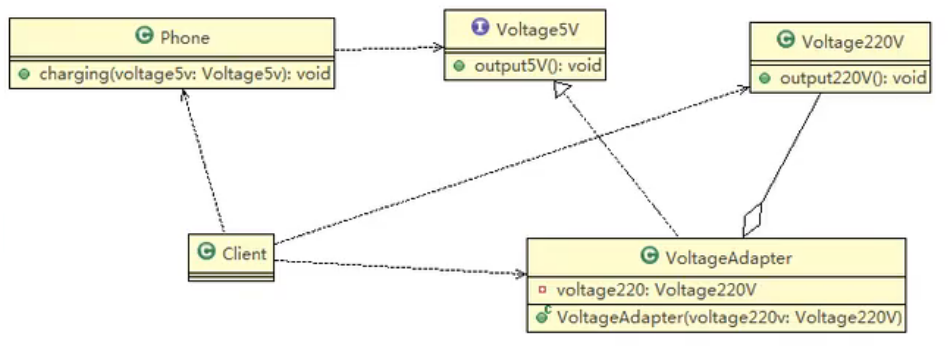 C Phone
charging(voltage5v: Voltage5v): void
I Voltage5V
output5V(): void
C Voltage220V
output220V(): void
C Client
C VoltageAdapter
voltage220: Voltage220V
C VoltageAdapter(voltage220v: Voltage220V)